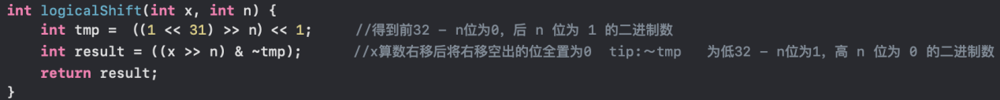 int logicalShift(int x, int n) {
    int tmp =  ((1 << 31) >> n) << 1;     //得到前32 - n位为0，后 n 位为 1 的二进制数
    int result = ((x >> n) & ~tmp);      //x算数右移后将右移空出的位全置为0  tip:～tmp   为低32 - n位为1，高 n 位为 0 的二进制数
    return result;
}